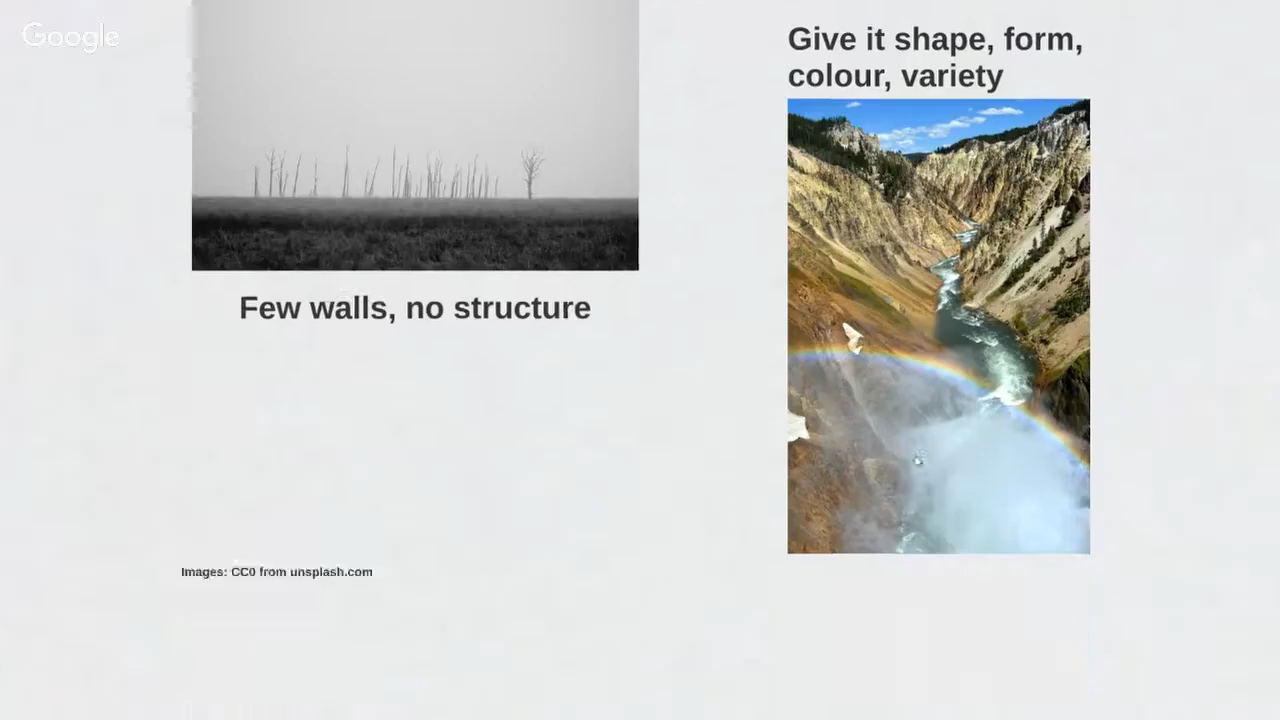 Google
Give it shape, form,
colour, variety
Few walls, no structure
Images: CC0 from unsplash.com